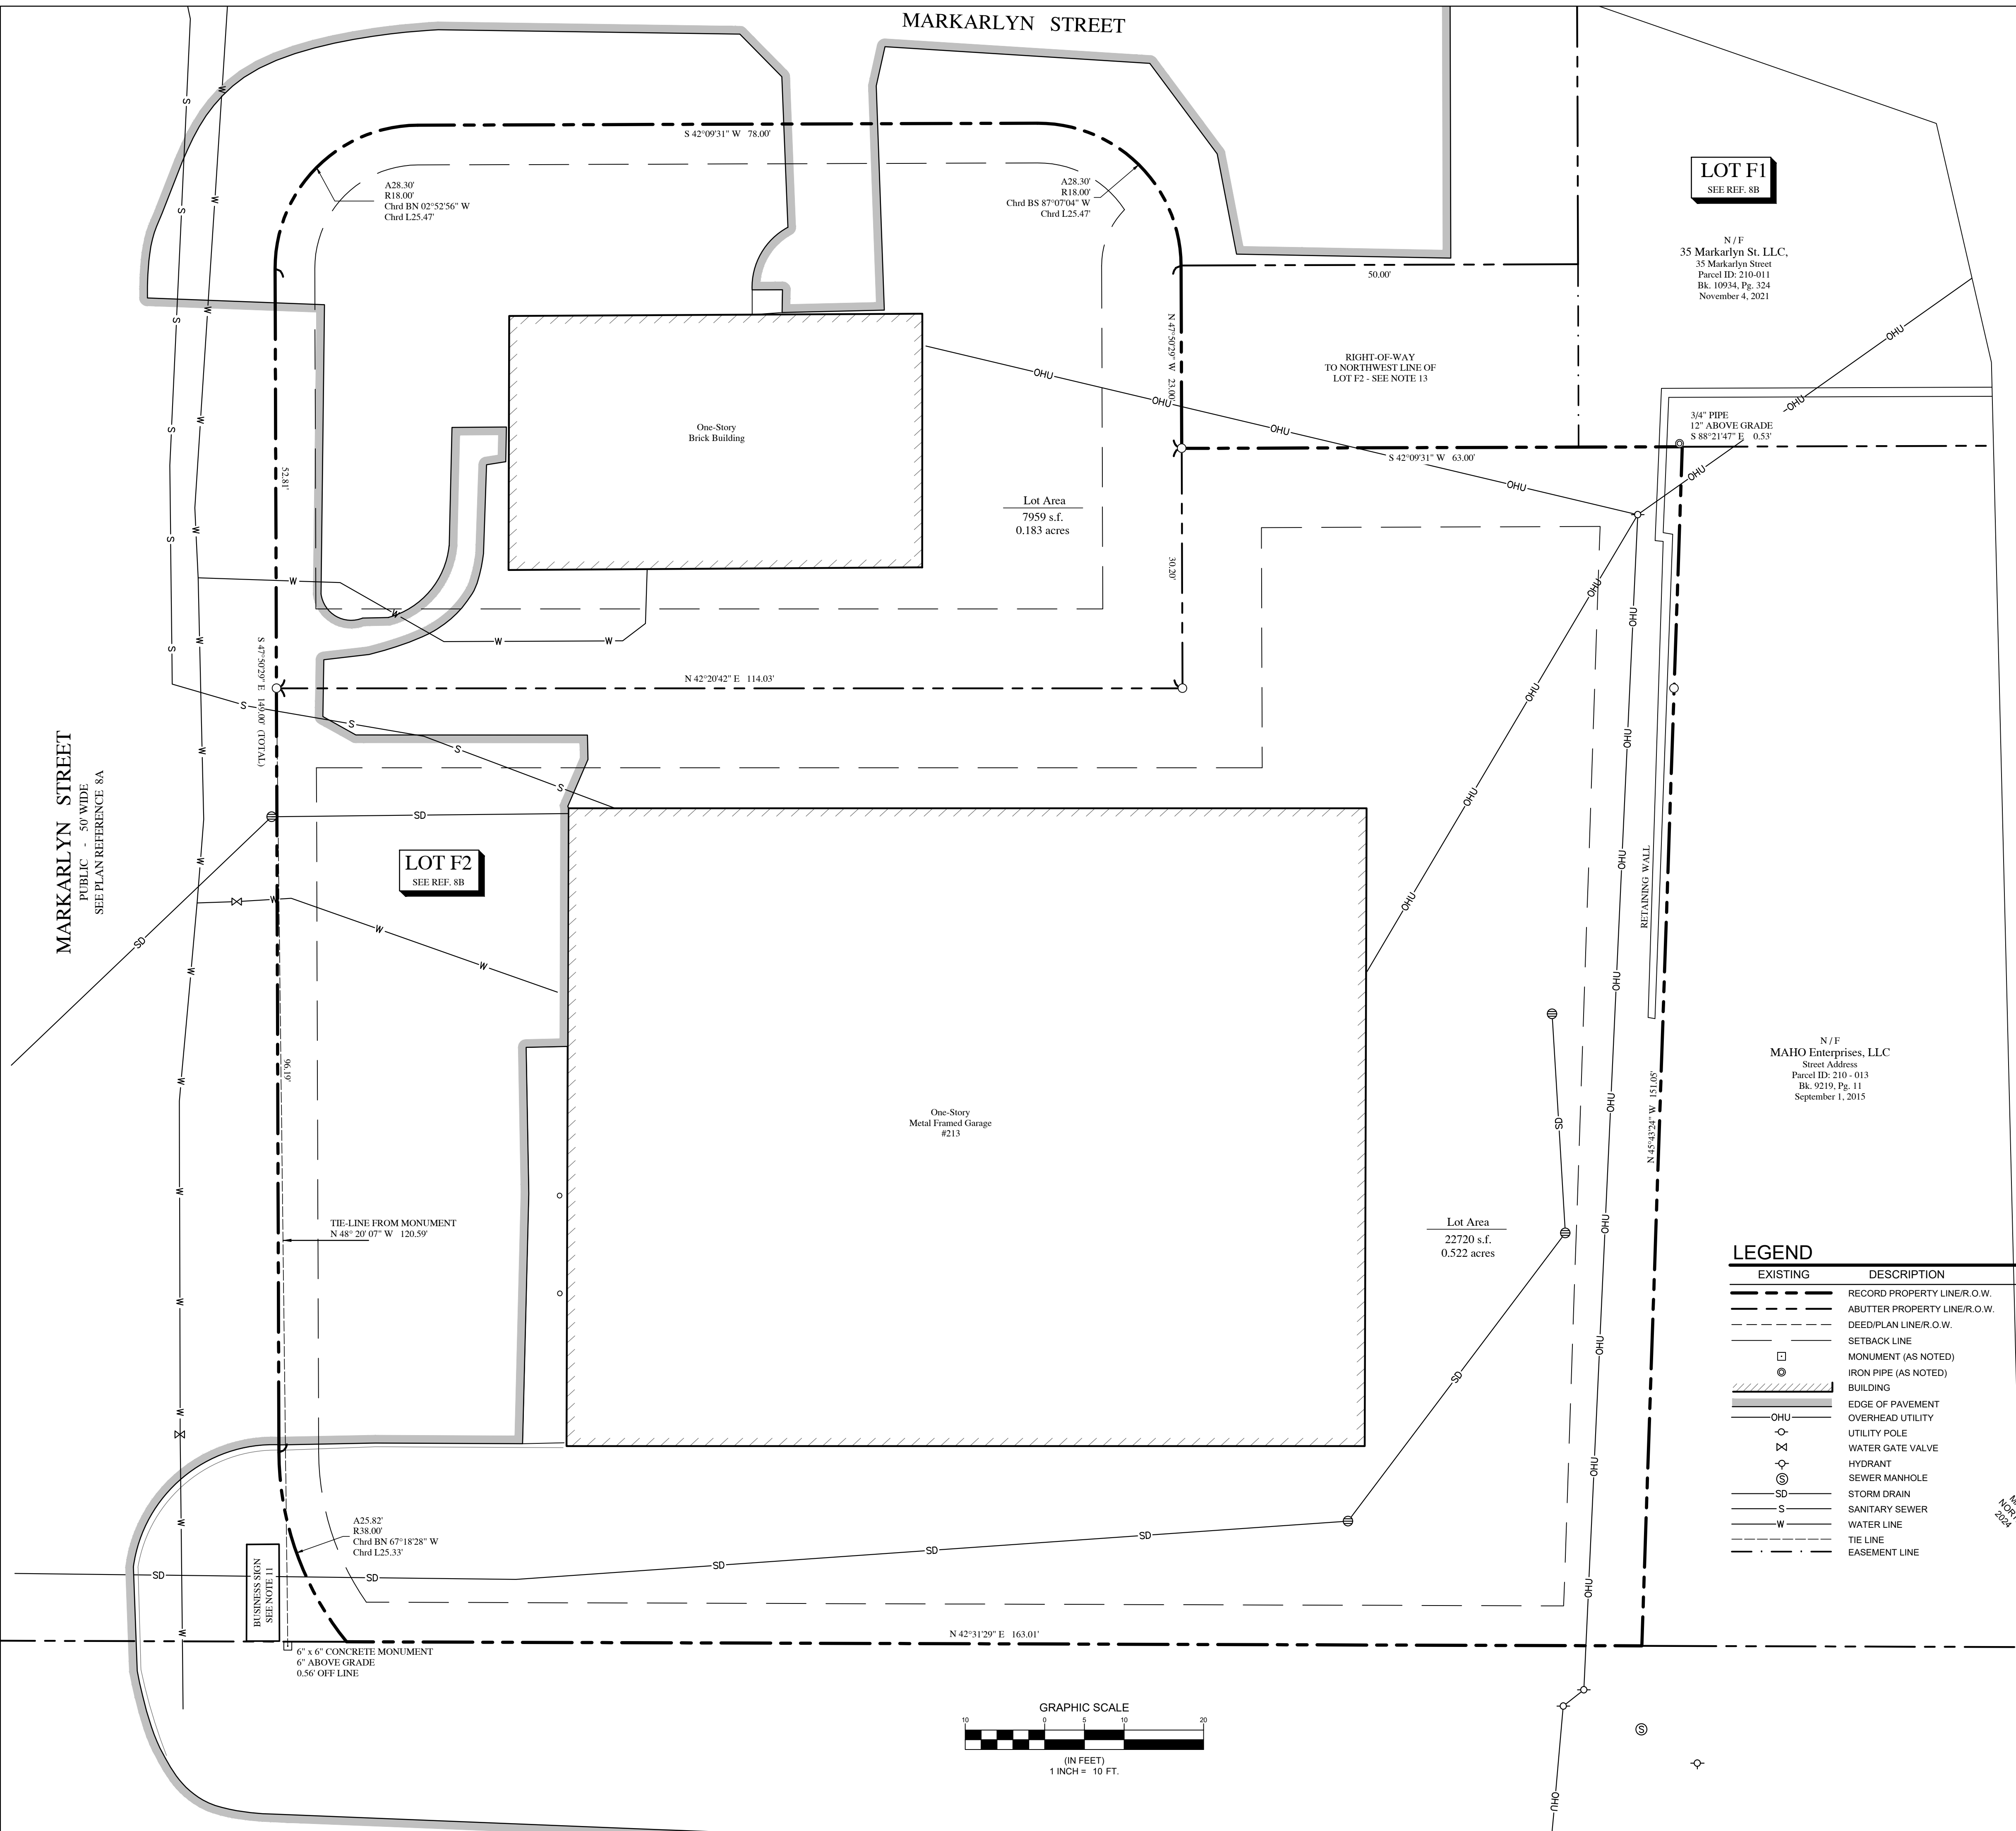 MARKARLYN STREET
S 42°09'31" W 78.00'
A28.30'
R18.00'
Chrd BN 02°52'56" W
Chrd L25.47'
A28.30'
R18.00'
Chrd BS 87°07'04" W
Chrd L25.47'
LOT F1
SEE REF. 8B
N / F
35 Markarlyn St. LLC,
35 Markarlyn Street
Parcel ID: 210-011
Bk. 10934, Pg. 324
November 4, 2021
50.00'
N 47°50'29" W 23.00'
RIGHT-OF-WAY
TO NORTHWEST LINE OF
LOT F2 - SEE NOTE 13
3/4" PIPE
12" ABOVE GRADE
S 88°21'47" E 0.53'
S 42°09'31" W 63.00'
One-Story
Brick Building
52.81'
Lot Area
7959 s.f.
0.183 acres
30.20'
S 47°50'29" E 149.00' (TOTAL)
N 42°20'42" E 114.03'
MARKARLYN STREET
PUBLIC - 50' WIDE
SEE PLAN REFERENCE 8A
LOT F2
SEE REF. 8B
RETAINING WALL
96.19'
One-Story
Metal Framed Garage
#213
N / F
MAHO Enterprises, LLC
Street Address
Parcel ID: 210 - 013
Bk. 9219, Pg. 11
September 1, 2015
N 45°43'24" W 151.05'
TIE-LINE FROM MONUMENT
N 48° 20' 07" W 120.59'
Lot Area
22720 s.f.
0.522 acres
LEGEND
EXISTING DESCRIPTION
RECORD PROPERTY LINE/R.O.W.
ABUTTER PROPERTY LINE/R.O.W.
DEED/PLAN LINE/R.O.W.
SETBACK LINE
MONUMENT (AS NOTED)
IRON PIPE (AS NOTED)
BUILDING
EDGE OF PAVEMENT
OHU OVERHEAD UTILITY
UTILITY POLE
WATER GATE VALVE
HYDRANT
S SEWER MANHOLE
SD STORM DRAIN
S SANITARY SEWER
W WATER LINE
TIE LINE
EASEMENT LINE
A25.82'
R38.00'
Chrd BN 67°18'28" W
Chrd L25.33'
BUSINESS SIGN
SEE NOTE 11
6" x 6" CONCRETE MONUMENT
6" ABOVE GRADE
0.56' OFF LINE
N 42°31'29" E 163.01'
GRAPHIC SCALE
10 0 5 10 20
(IN FEET)
1 INCH = 10 FT.
2024